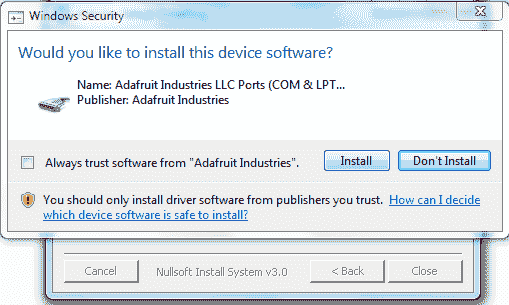 Windows Security
Would you like to install this device software?
Name: Adafruit Industries LLC Ports (COM & LPT...
Publisher: Adafruit Industries
Always trust software from "Adafruit Industries".
Install
Don't Install
You should only install driver software from publishers you trust. How can I decide
which device software is safe to install?
Cancel
Nullsoft Install System v3.0
< Back
Close